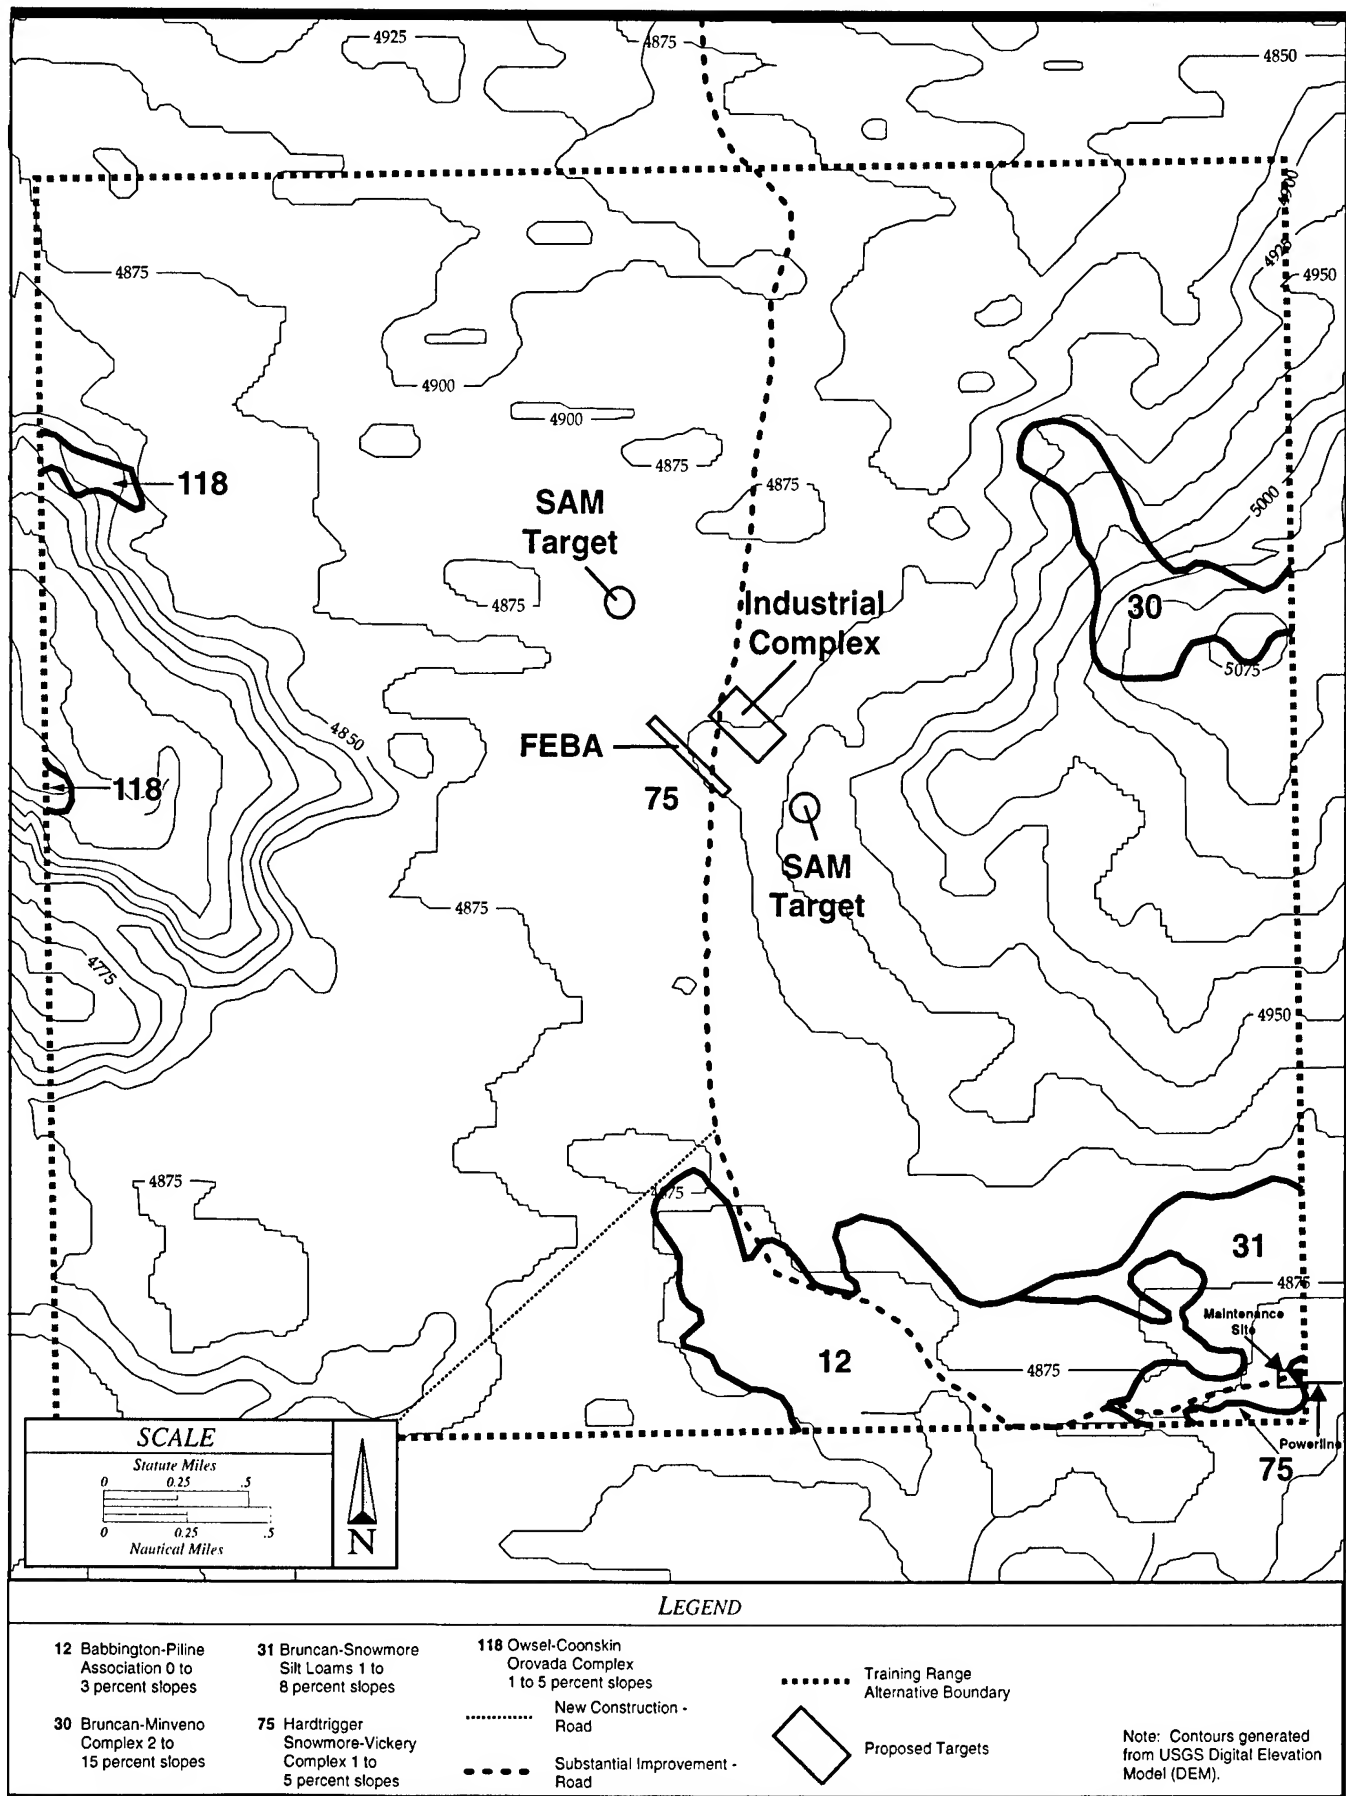 4925
4875
4850
4900
4925
4950
4875
4900
4900
4875
4875
118
SAM
Target
5000
4875
Industrial
Complex
30
5075
4850
FEBA
118
75
SAM
Target
4875
4775
4950
4875
4875
31
4875
Maintenance
Site
12
4875
Powerline
75
SCALE
Statute Miles
0 0.25 .5
0 0.25 .5
Nautical Miles
N
LEGEND
12 Babbington-Piline
Association 0 to
3 percent slopes
30 Bruncan-Minveno
Complex 2 to
15 percent slopes
31 Bruncan-Snowmore
Silt Loams 1 to
8 percent slopes
75 Hardtrigger
Snowmore-Vickery
Complex 1 to
5 percent slopes
118 Owsel-Coonskin
Orovada Complex
1 to 5 percent slopes
New Construction -
Road
Substantial Improvement -
Road
Training Range
Alternative Boundary
Proposed Targets
Note: Contours generated
from USGS Digital Elevation
Model (DEM).